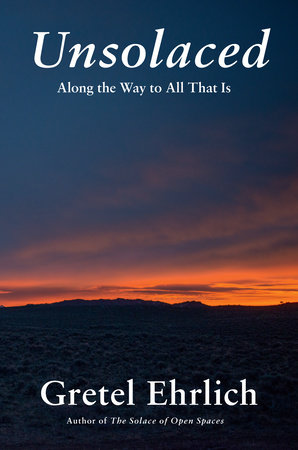 Unsolaced
Along the Way to All That Is
Gretel Ehrlich
Author of The Solace of Open Spaces